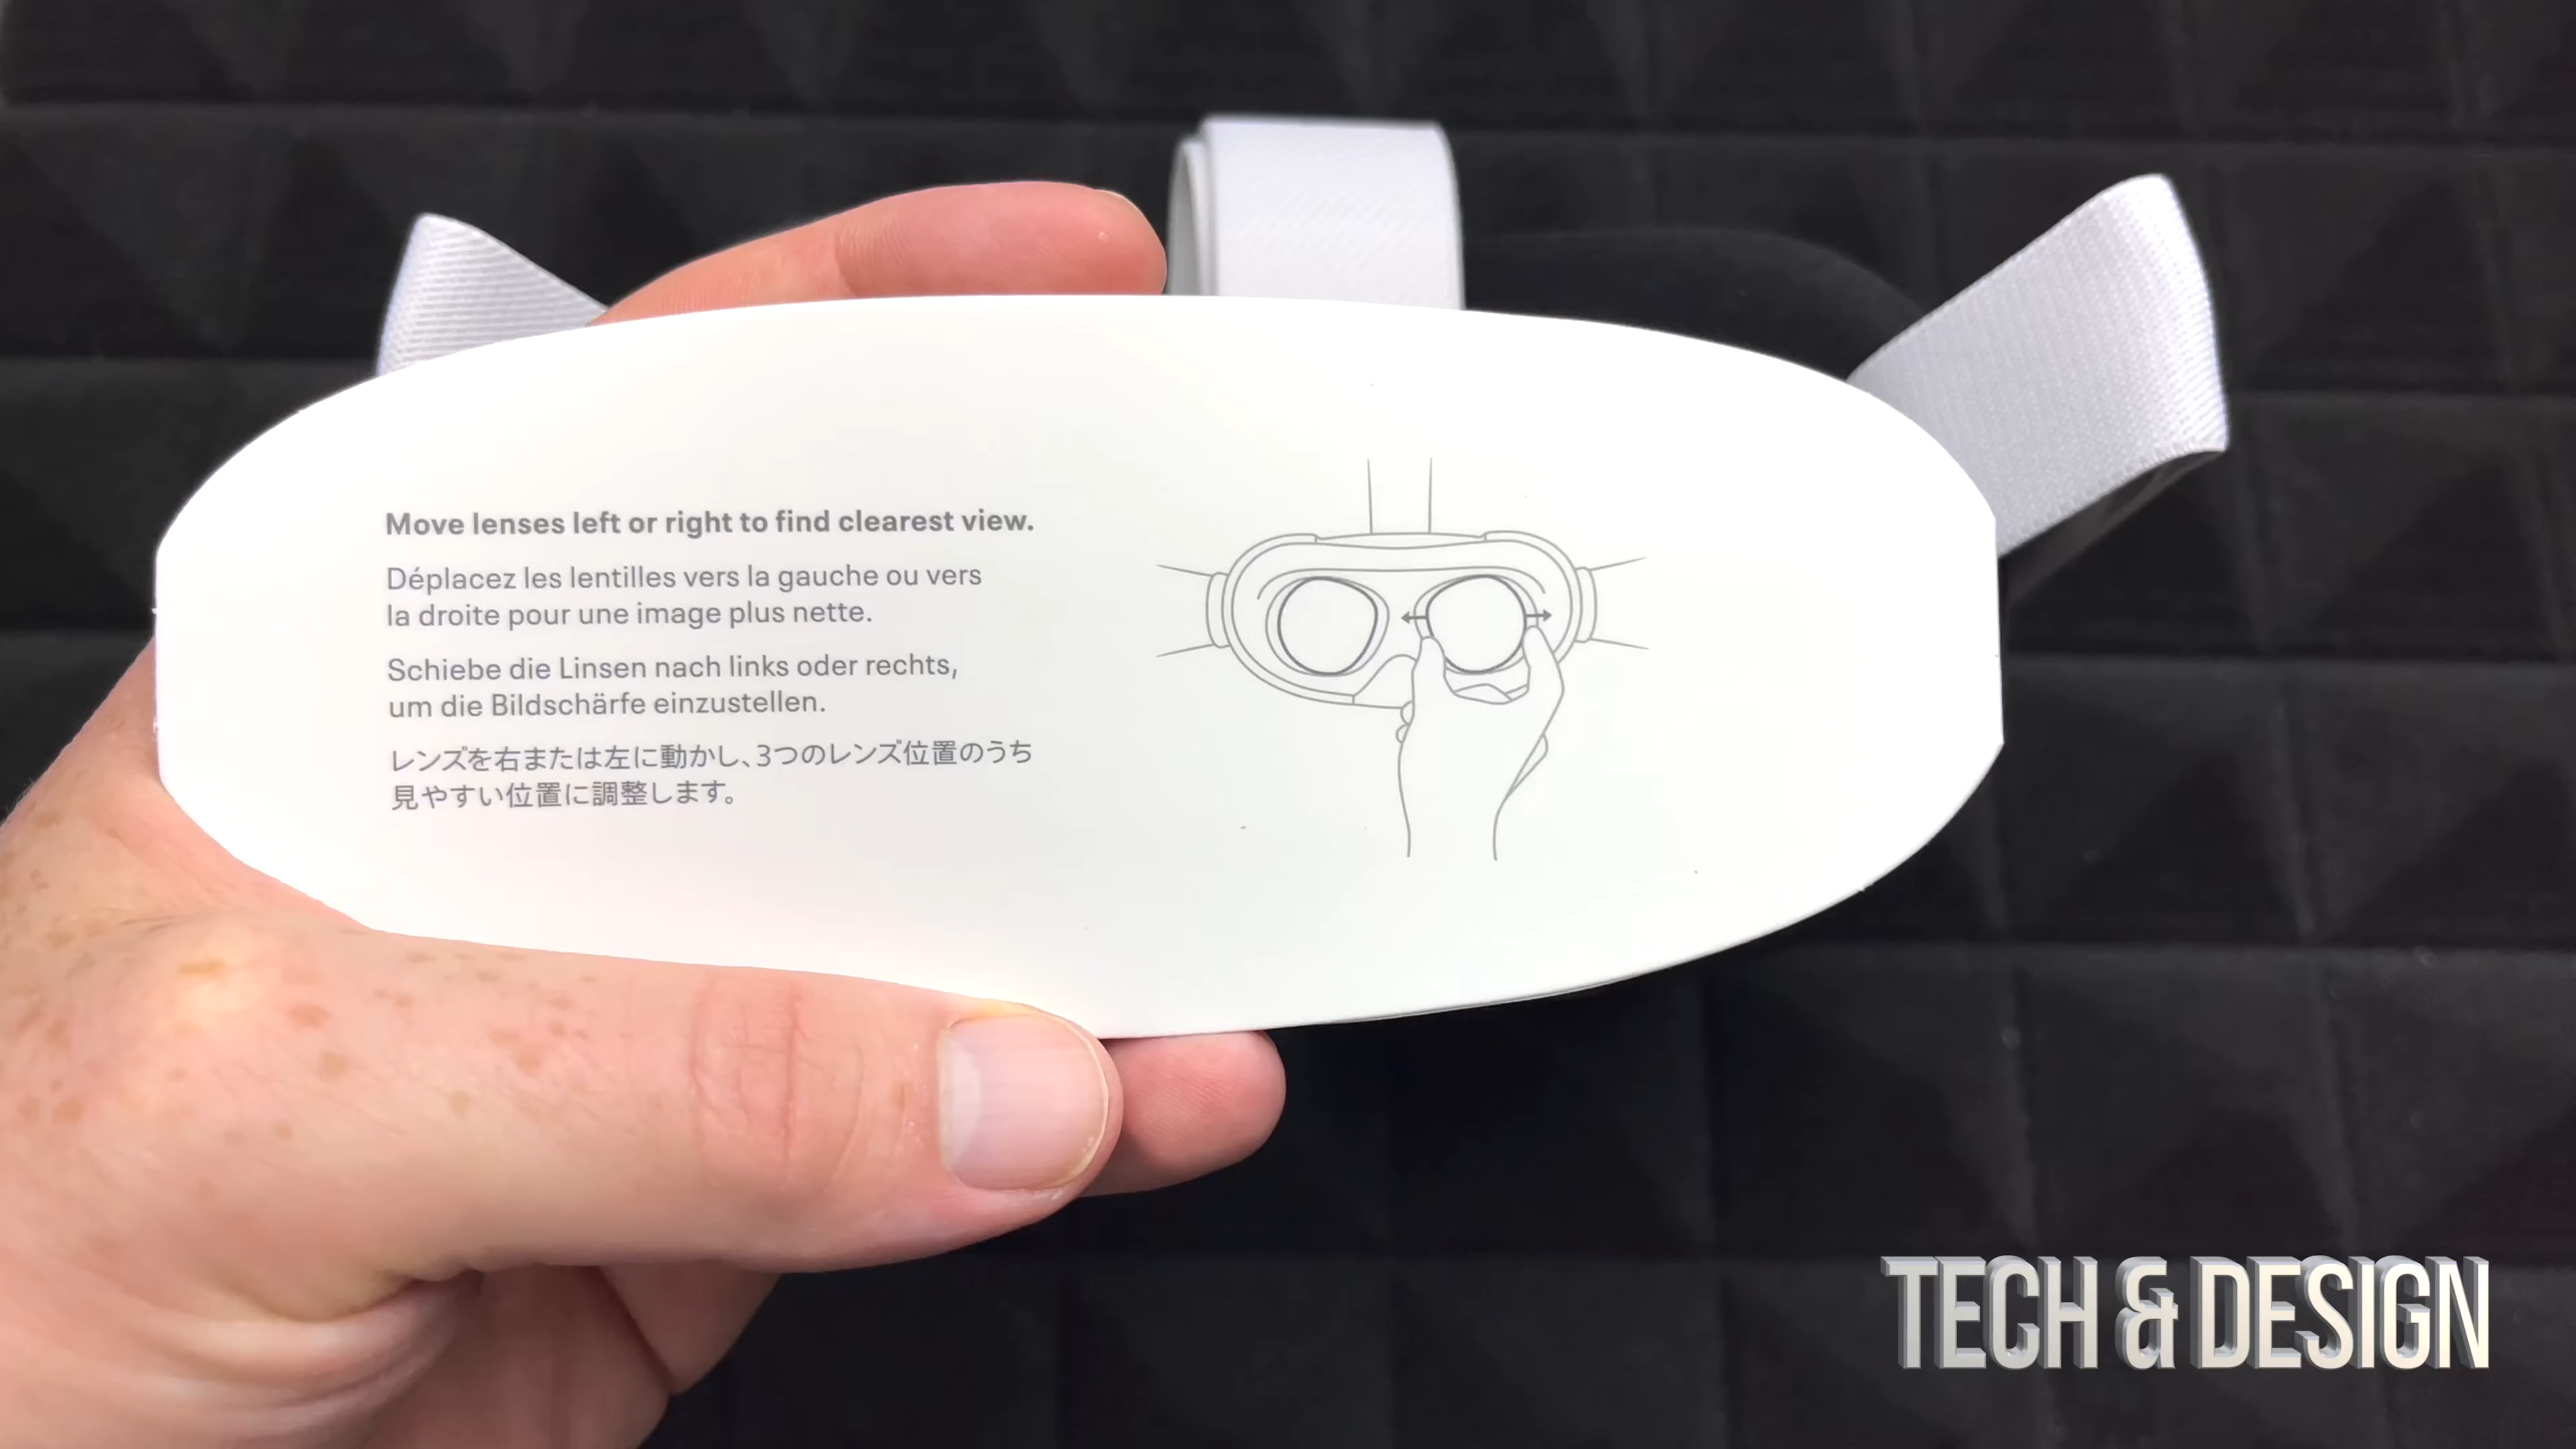 Move lenses left or right to find clearest view.
Déplacez les lentilles vers la gauche ou vers
la droite pour une image plus nette.
Schiebe die Linsen nach links oder rechts,
um die Bildschärfe einzustellen.
レンズを右または左に動かし、3つのレンズ位置のうち
見やすい位置に調整します。
TECH & DESIGN